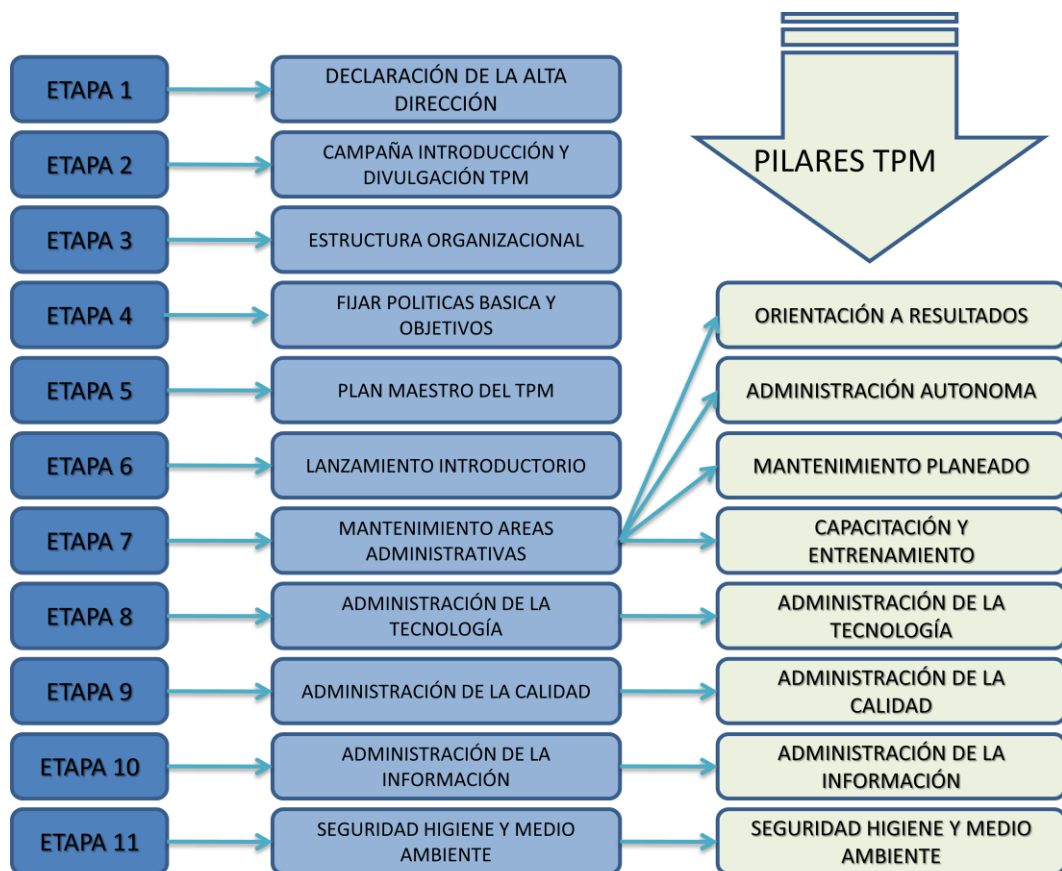 ETAPA 1
DECLARACIÓN DE LA ALTA
DIRECCIÓN
PILARES TPM
ETAPA 2
CAMPAÑA INTRODUCCIÓN Y
DIVULGACIÓN TPM
ETAPA 3
ESTRUCTURA ORGANIZACIONAL
ETAPA 4
FIJAR POLITICAS BASICA Y
OBJETIVOS
ORIENTACIÓN A RESULTADOS
ETAPA 5
PLAN MAESTRO DEL TPM
ADMINISTRACIÓN AUTONOMA
ETAPA 6
LANZAMIENTO INTRODUCTORIO
MANTENIMIENTO PLANEADO
ETAPA 7
MANTENIMIENTO AREAS
ADMINISTRATIVAS
CAPACITACIÓN Y
ENTRENAMIENTO
ETAPA 8
ADMINISTRACIÓN DE LA
TECNOLOGÍA
ADMINISTRACIÓN DE LA
TECNOLOGÍA
ETAPA 9
ADMINISTRACIÓN DE LA CALIDAD
ADMINISTRACIÓN DE LA
CALIDAD
ETAPA 10
ADMINISTRACIÓN DE LA
INFORMACIÓN
ADMINISTRACIÓN DE LA
INFORMACIÓN
ETAPA 11
SEGURIDAD HIGIENE Y MEDIO
AMBIENTE
SEGURIDAD HIGIENE Y MEDIO
AMBIENTE